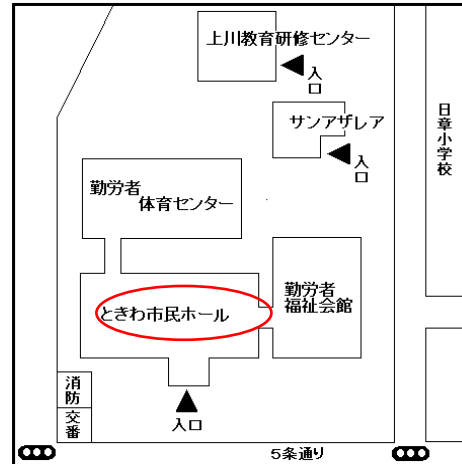 上川教育研修センター
入口
サンアザレア
入口
日章小学校
勤労者
体育センター
ときわ市民ホール
勤労者
福祉会館
消防
交番
入口
5条通り